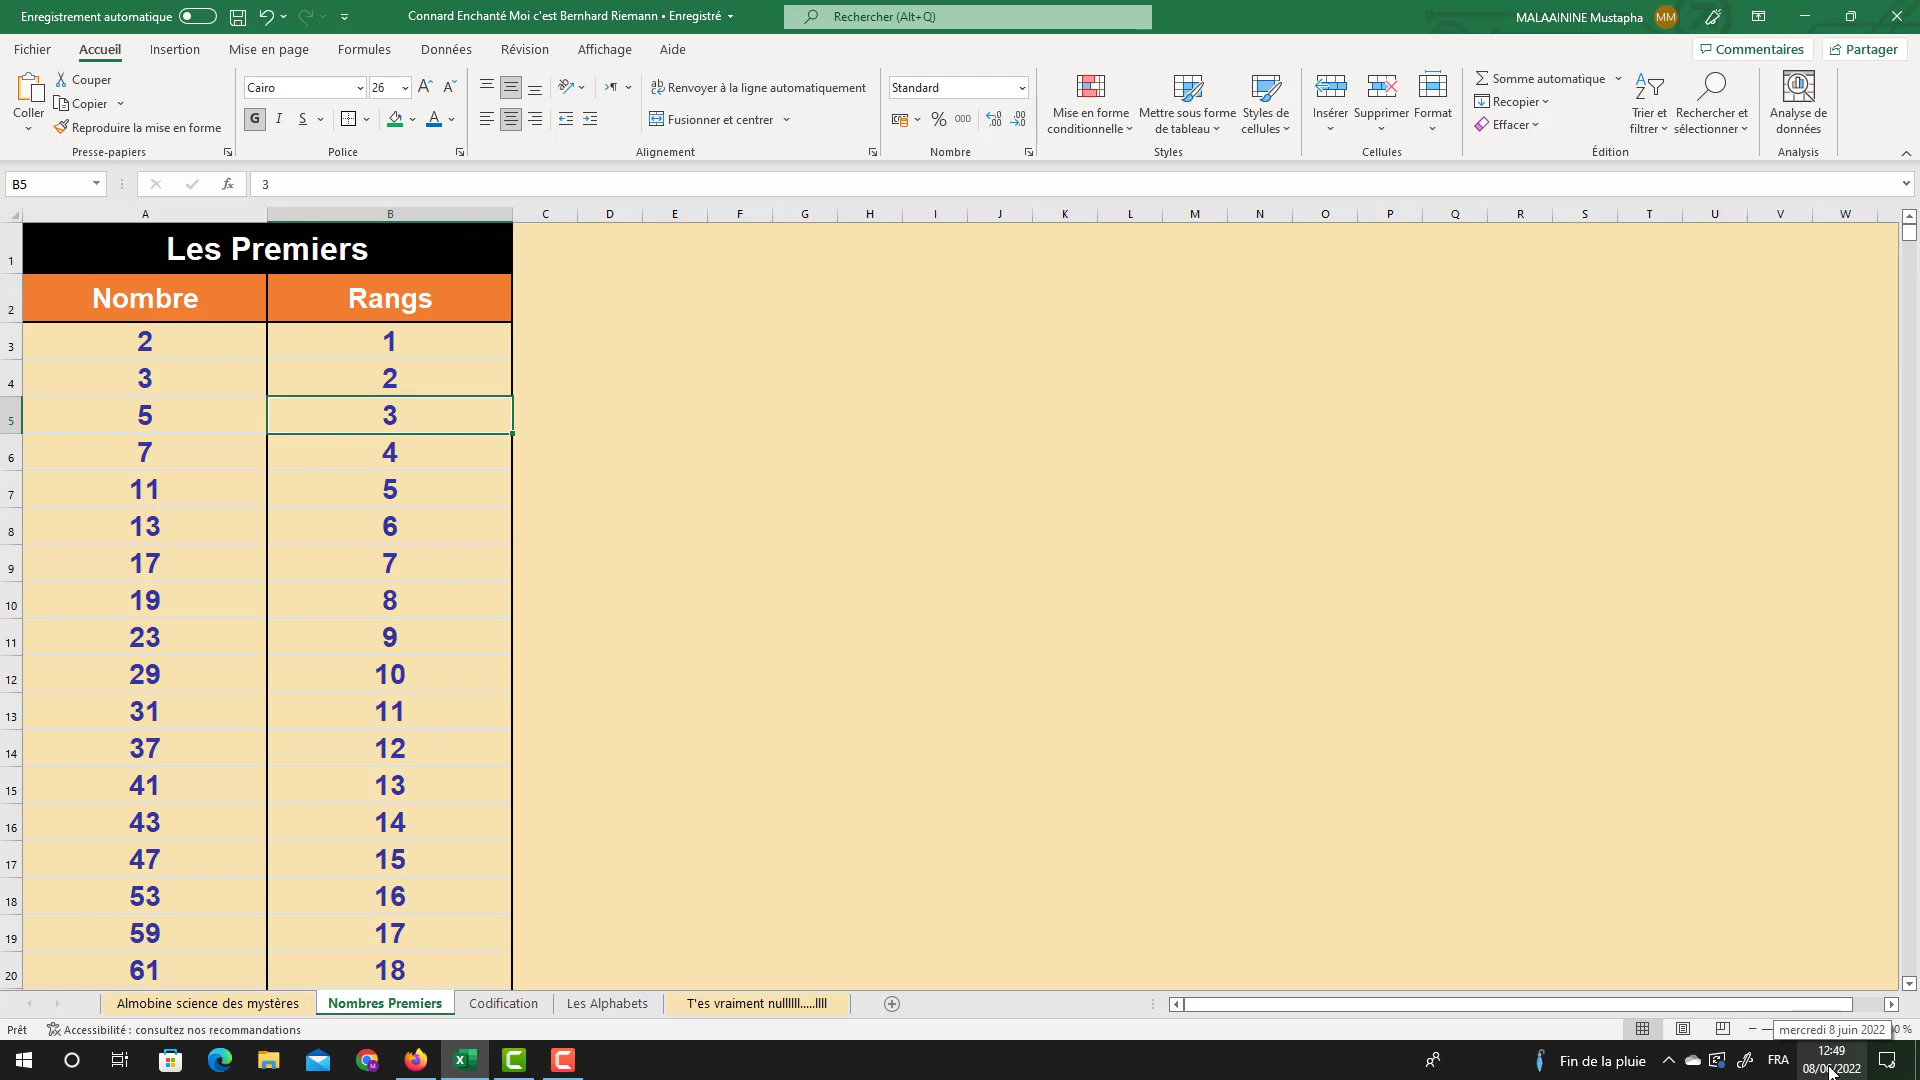 Enregistrement automatique
Connard Enchanté Moi c'est Bernhard Riemann • Enregistré
Rechercher (Alt+Q)
MALAAININE Mustapha MM
Fichier Accueil Insertion Mise en page Formules Données Révision Affichage Aide
Commentaires Partager
Coller
Couper
Copier
Reproduire la mise en forme
Presse-papiers
Cairo 26
G I S
Police
Renvoyer à la ligne automatiquement
Fusionner et centrer
Alignement
Standard
% 000
Nombre
Mise en forme conditionnelle
Mettre sous forme de tableau
Styles de cellules
Styles
Insérer Supprimer Format
Cellules
Somme automatique
Recopier
Effacer
Trier et filtrer
Rechercher et sélectionner
Édition
Analyse de données
Analysis
B5 fx 3
A B C D E F G H I J K L M N O P Q R S T U V W
1 Les Premiers
2 Nombre Rangs
3 2 1
4 3 2
5 5 3
6 7 4
7 11 5
8 13 6
9 17 7
10 19 8
11 23 9
12 29 10
13 31 11
14 37 12
15 41 13
16 43 14
17 47 15
18 53 16
19 59 17
20 61 18
Almobine science des mystères Nombres Premiers Codification Les Alphabets T'es vraiment nullllll.....llll
Prêt Accessibilité : consultez nos recommandations
mercredi 8 juin 2022
Fin de la pluie FRA 12:49
08/06/2022